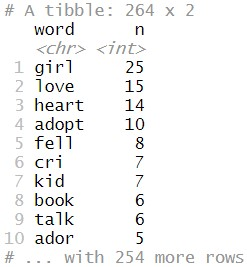 # A tibble: 264 x 2
word n
<chr> <int>
1 girl 25
2 love 15
3 heart 14
4 adopt 10
5 fell 8
6 cri 7
7 kid 7
8 book 6
9 talk 6
10 ador 5
# ... with 254 more rows